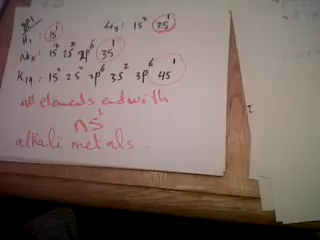 gp1
H₁: 1s¹ Li₃: 1s² 2s¹
Na₁₁: 1s² 2s² 2p⁶ 3s¹
K₁₉: 1s² 2s² 2p⁶ 3s² 3p⁶ 4s¹
all elements end with
ns¹
alkali metals.